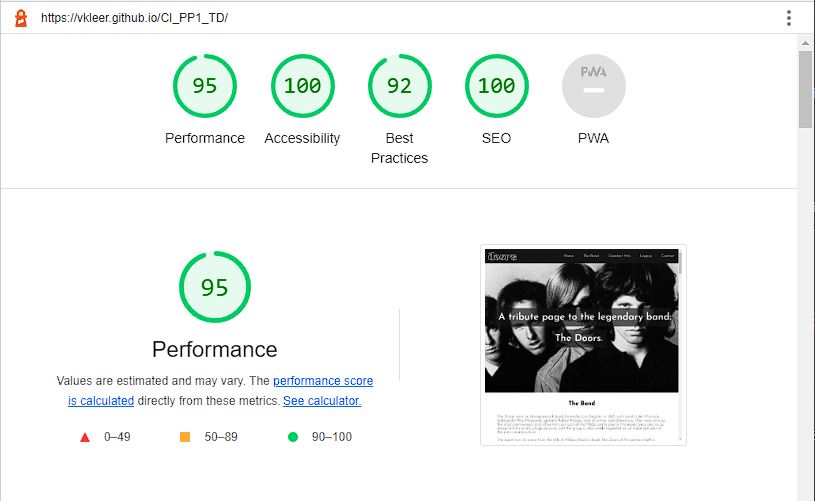 https://vkleer.github.io/CI_PP1_TD/
95
100
92
100
PWA
Performance
Accessibility
Best
Practices
SEO
PWA
95
Performance
Values are estimated and may vary. The performance score
is calculated directly from these metrics. See calculator.
0–49
50–89
90–100
Doors
Home The Band Greatest Hits Legacy Contact
A tribute page to the legendary band:
The Doors.
The Band